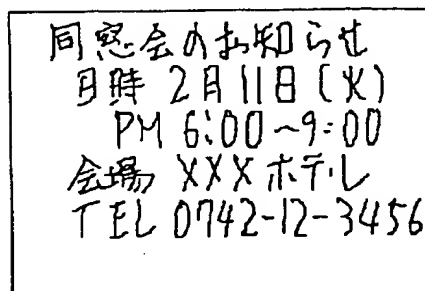 同窓会のお知らせ
日時 2月11日(火)
PM 6:00~9:00
会場 XXXホテル
TEL 0742-12-3456